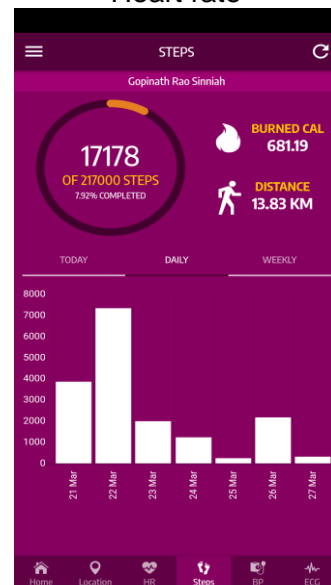 Heart rate
STEPS
Gopinath Rao Sinniah
17178
OF 217000 STEPS
7.92% COMPLETED
BURNED CAL
681.19
DISTANCE
13.83 KM
TODAY DAILY WEEKLY
8000
7000
6000
5000
4000
3000
2000
1000
0
21 Mar 22 Mar 23 Mar 24 Mar 25 Mar 26 Mar 27 Mar
Home Location HR Steps BP ECG